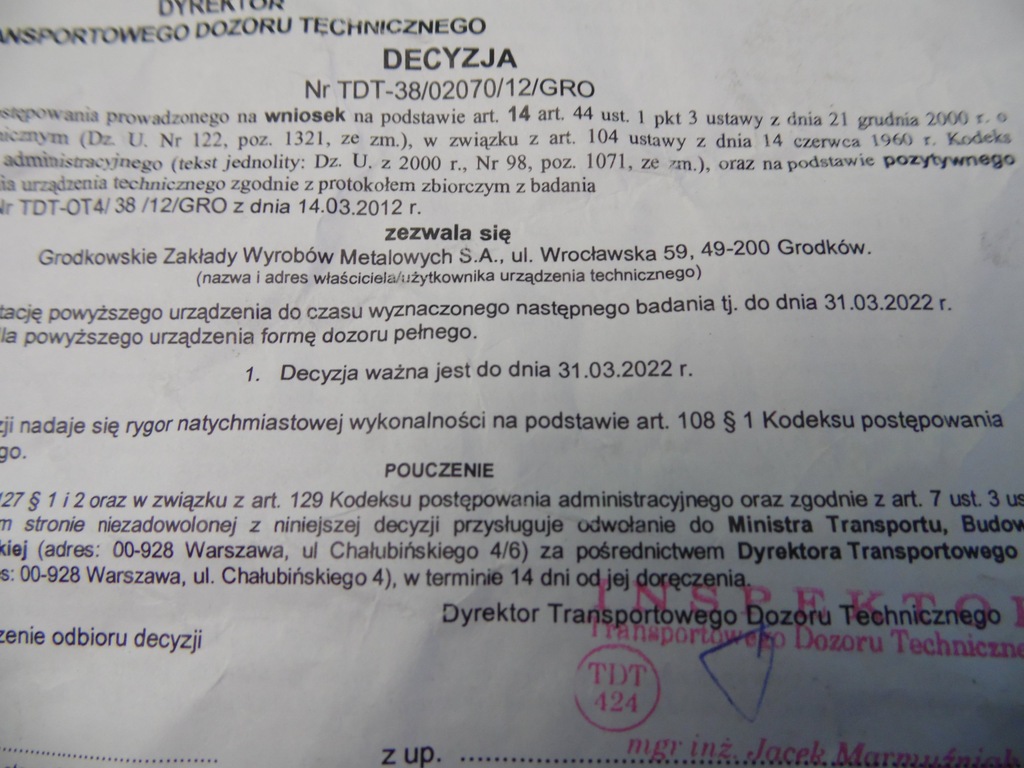 DYREKTOR
NSPORTOWEGO DOZORU TECHNICZNEGO
DECYZJA
Nr TDT-38/02070/12/GRO
stępowania prowadzonego na wniosek na podstawie art. 14 art. 44 ust. 1 pkt 3 ustawy z dnia 21 grudnia 2000 r. o
nicznym (Dz. U. Nr 122, poz. 1321, ze zm.), w związku z art. 104 ustawy z dnia 14 czerwca 1960 r. Kodeks
administracyjnego (tekst jednolity: Dz. U. z 2000 r., Nr 98, poz. 1071, ze zm.), oraz na podstawie pozytywnego
ia urządzenia technicznego zgodnie z protokołem zbiorczym z badania
Nr TDT-OT4/ 38 /12/GRO z dnia 14.03.2012 r.
zezwala się
Grodkowskie Zakłady Wyrobów Metalowych S.A., ul. Wrocławska 59, 49-200 Grodków.
(nazwa i adres właściciela/użytkownika urządzenia technicznego)
tację powyższego urządzenia do czasu wyznaczonego następnego badania tj. do dnia 31.03.2022 r.
la powyższego urządzenia formę dozoru pełnego.
1. Decyzja ważna jest do dnia 31.03.2022 r.
zji nadaje się rygor natychmiastowej wykonalności na podstawie art. 108 § 1 Kodeksu postępowania
go.
POUCZENIE
127 § 1 i 2 oraz w związku z art. 129 Kodeksu postępowania administracyjnego oraz zgodnie z art. 7 ust. 3 us
m stronie niezadowolonej z niniejszej decyzji przysługuje odwołanie do Ministra Transportu, Budow
kiej (adres: 00-928 Warszawa, ul Chałubińskiego 4/6) za pośrednictwem Dyrektora Transportowego
s: 00-928 Warszawa, ul. Chałubińskiego 4), w terminie 14 dni od jej doręczenia.
INSPEKTOR
Dyrektor Transportowego Dozoru Technicznego
Transportowego Dozoru Techniczne
zenie odbioru decyzji
TDT
424
z up.
mgr inż. Jacek